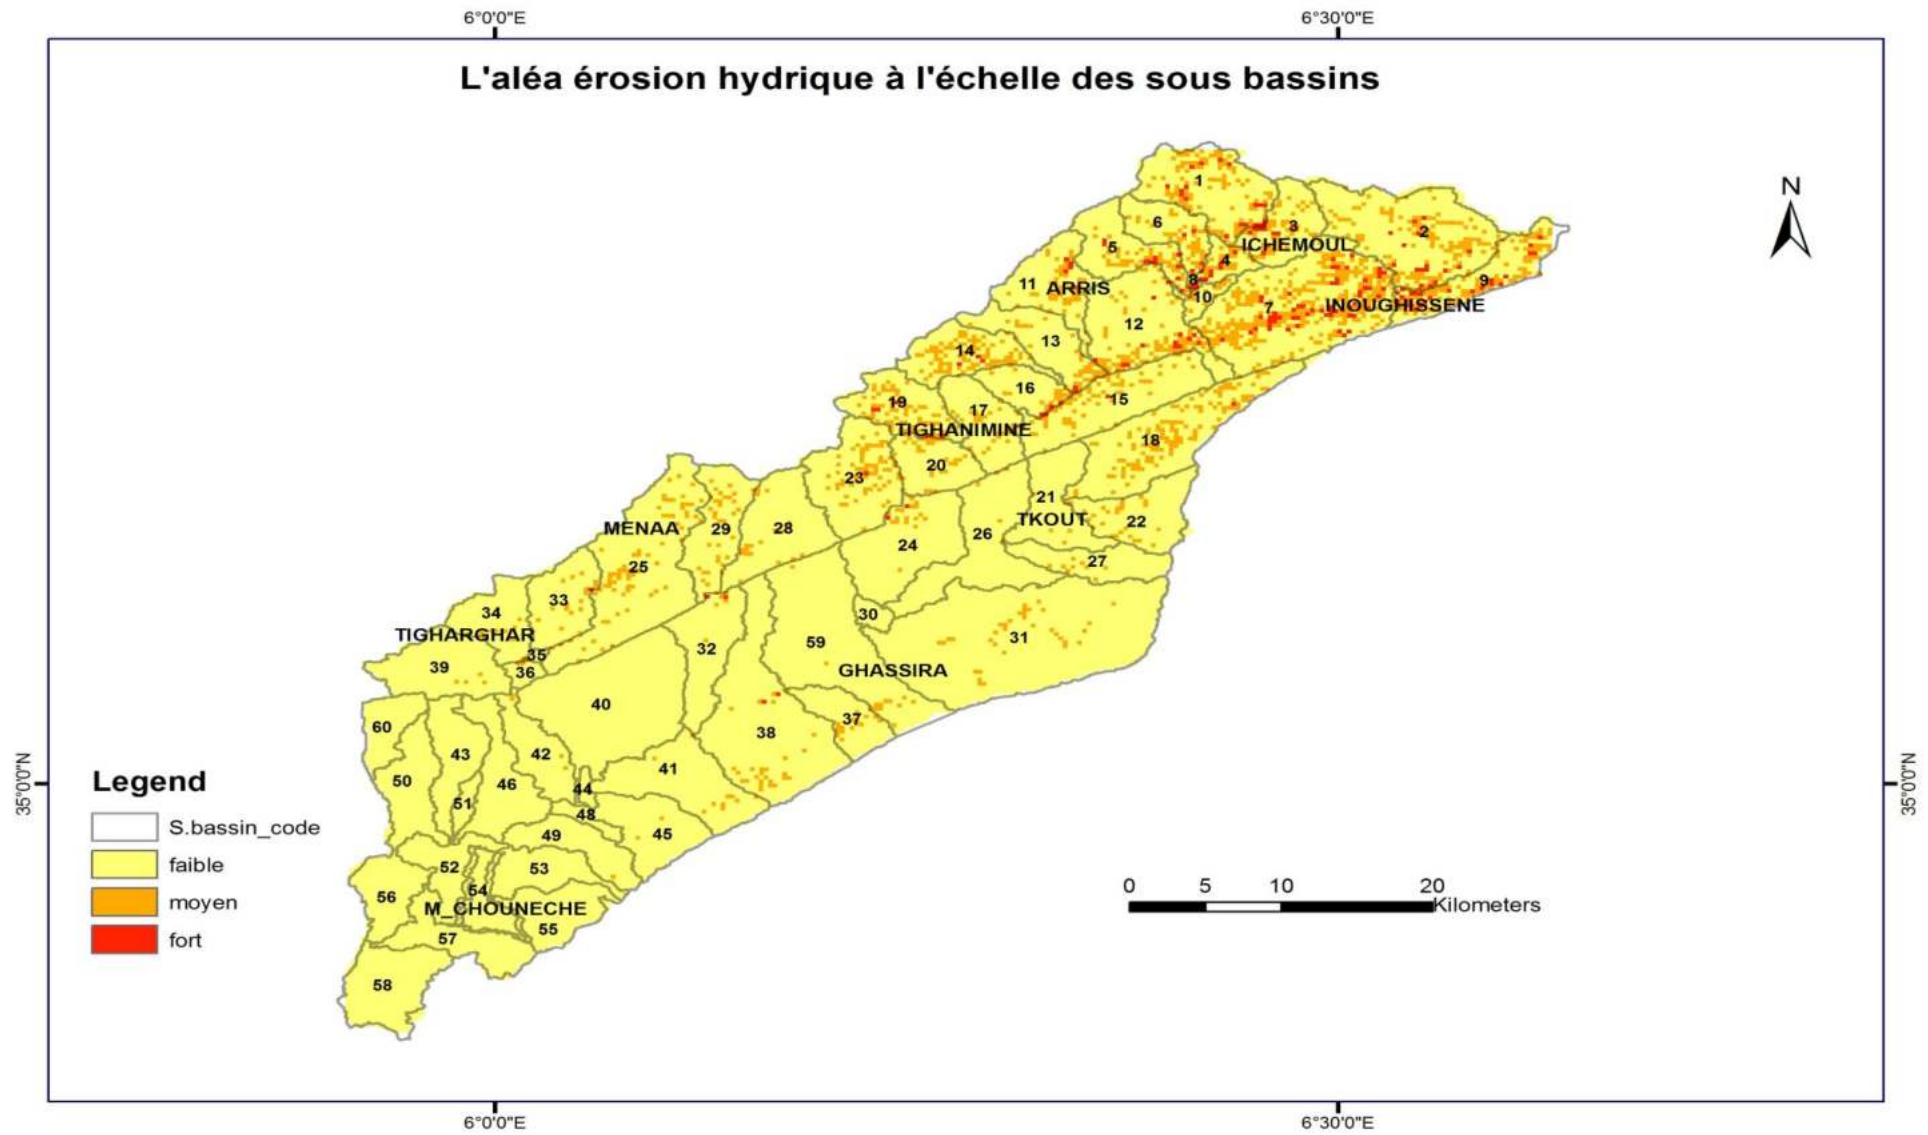 6°0'0"E
6°30'0"E
L'aléa érosion hydrique à l'échelle des sous bassins
N
1
6
3
2
5
ICHEMOUL
4
8
9
11
ARRIS
10
7
INOUGHISSENE
12
13
14
16
15
19
17
TIGHANIMINE
18
20
23
21
TKOUT
22
MENAA
29
28
26
24
27
25
33
34
30
31
TIGHARGHAR
59
32
35
39
36
GHASSIRA
40
37
60
38
43
42
41
50
46
44
51
48
45
49
52
53
54
56
M_CHOUNECHE
55
57
58
35°0'0"N
35°0'0"N
Legend
S.bassin_code
faible
moyen
fort
0 5 10 20
Kilometers
6°0'0"E
6°30'0"E